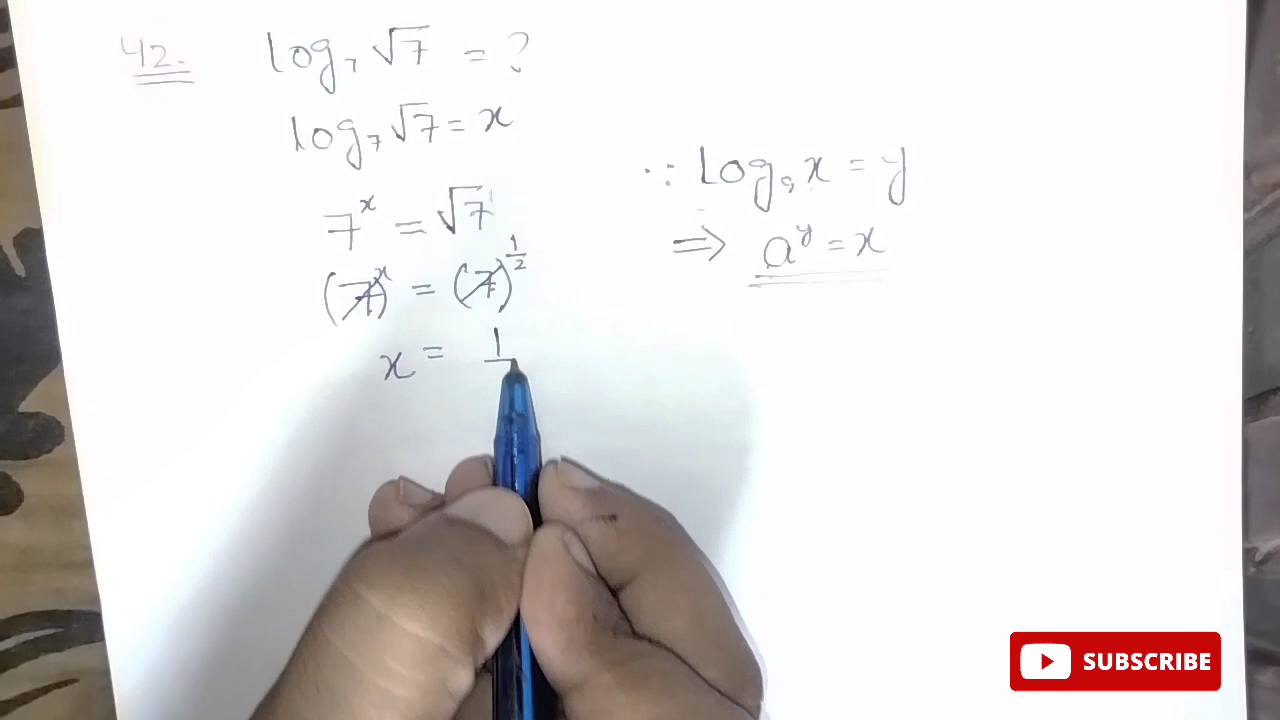 42. log₇ √7 = ?
log₇ √7 = x
7ˣ = √7
(7)ˣ = (7)^1/2
x = 1
∵ logₐ x = y
⇒ aʸ = x
SUBSCRIBE